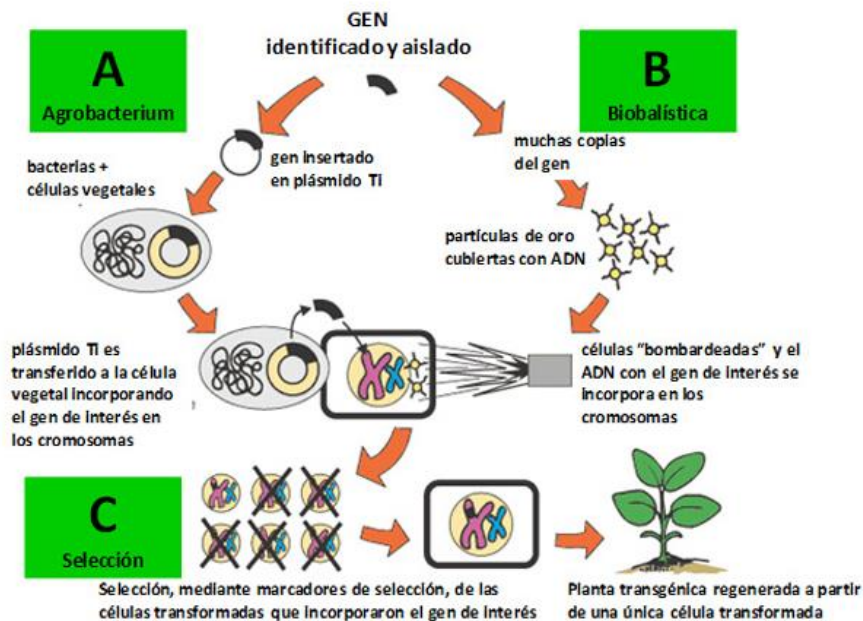 GEN
identificado y aislado
A
Agrobacterium
B
Biobalística
gen insertado
en plásmido Ti
bacterias +
células vegetales
muchas copias
del gen
partículas de oro
cubiertas con ADN
plásmido Ti es
transferido a la célula
vegetal incorporando
el gen de interés en
los cromosomas
células "bombardeadas" y el
ADN con el gen de interés se
incorpora en los
cromosomas
C
Selección
Selección, mediante marcadores de selección, de las
células transformadas que incorporaron el gen de interés
Planta transgénica regenerada a partir
de una única célula transformada